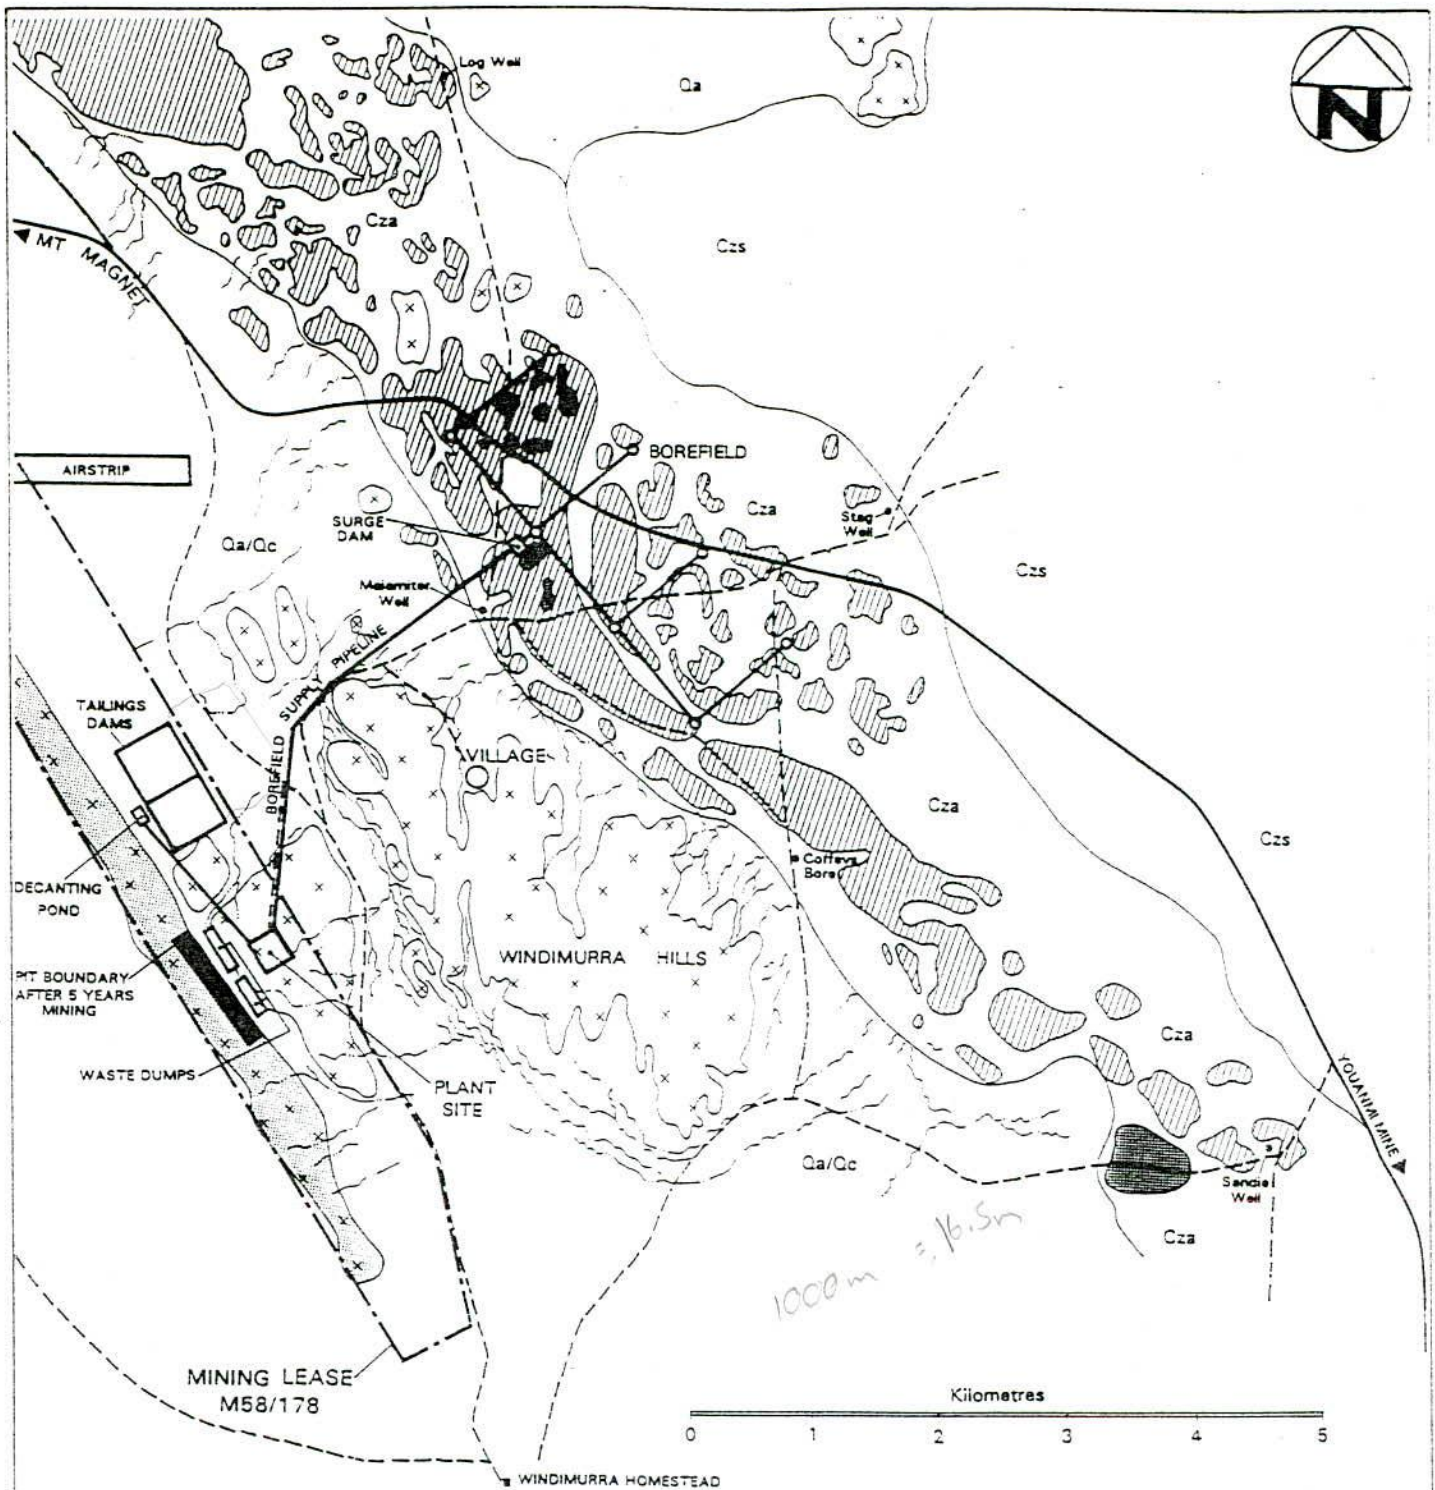 Log Well
Qa
N
Cza
MT MAGNET
Czs
AIRSTRIP
BOREFIELD
SURGE
DAM
Cza
Stag
Well
Qa/Qc
Czs
Well
BOREFIELD SUPPLY PIPELINE
TAILINGS
DAMS
VILLAGE
Cza
Czs
Coffeys
Bore
DECANTING
POND
WINDIMURRA HILLS
PIT BOUNDARY
AFTER 5 YEARS
MINING
Cza
WASTE DUMPS
PLANT
SITE
YOUANMI MINE
Qa/Qc
Well
Cza
1000m = 16.5m
MINING LEASE
M58/178
Kilometres
0 1 2 3 4 5
WINDIMURRA HOMESTEAD